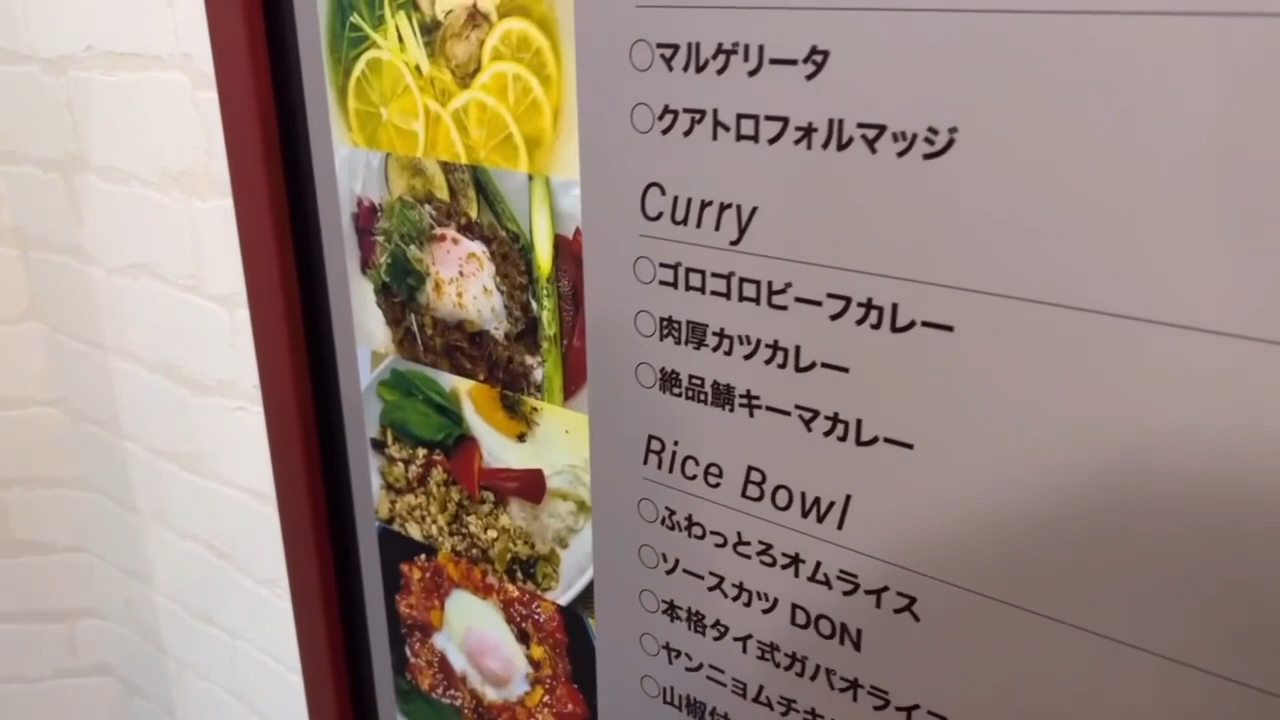 ○マルゲリータ
○クアトロフォルマッジ
Curry
○ゴロゴロビーフカレー
○肉厚カツカレー
○絶品鯖キーマカレー
Rice Bowl
○ふわっとろオムライス
○ソースカツ DON
○本格タイ式ガパオライス
○ヤンニョムチキ
○山椒付